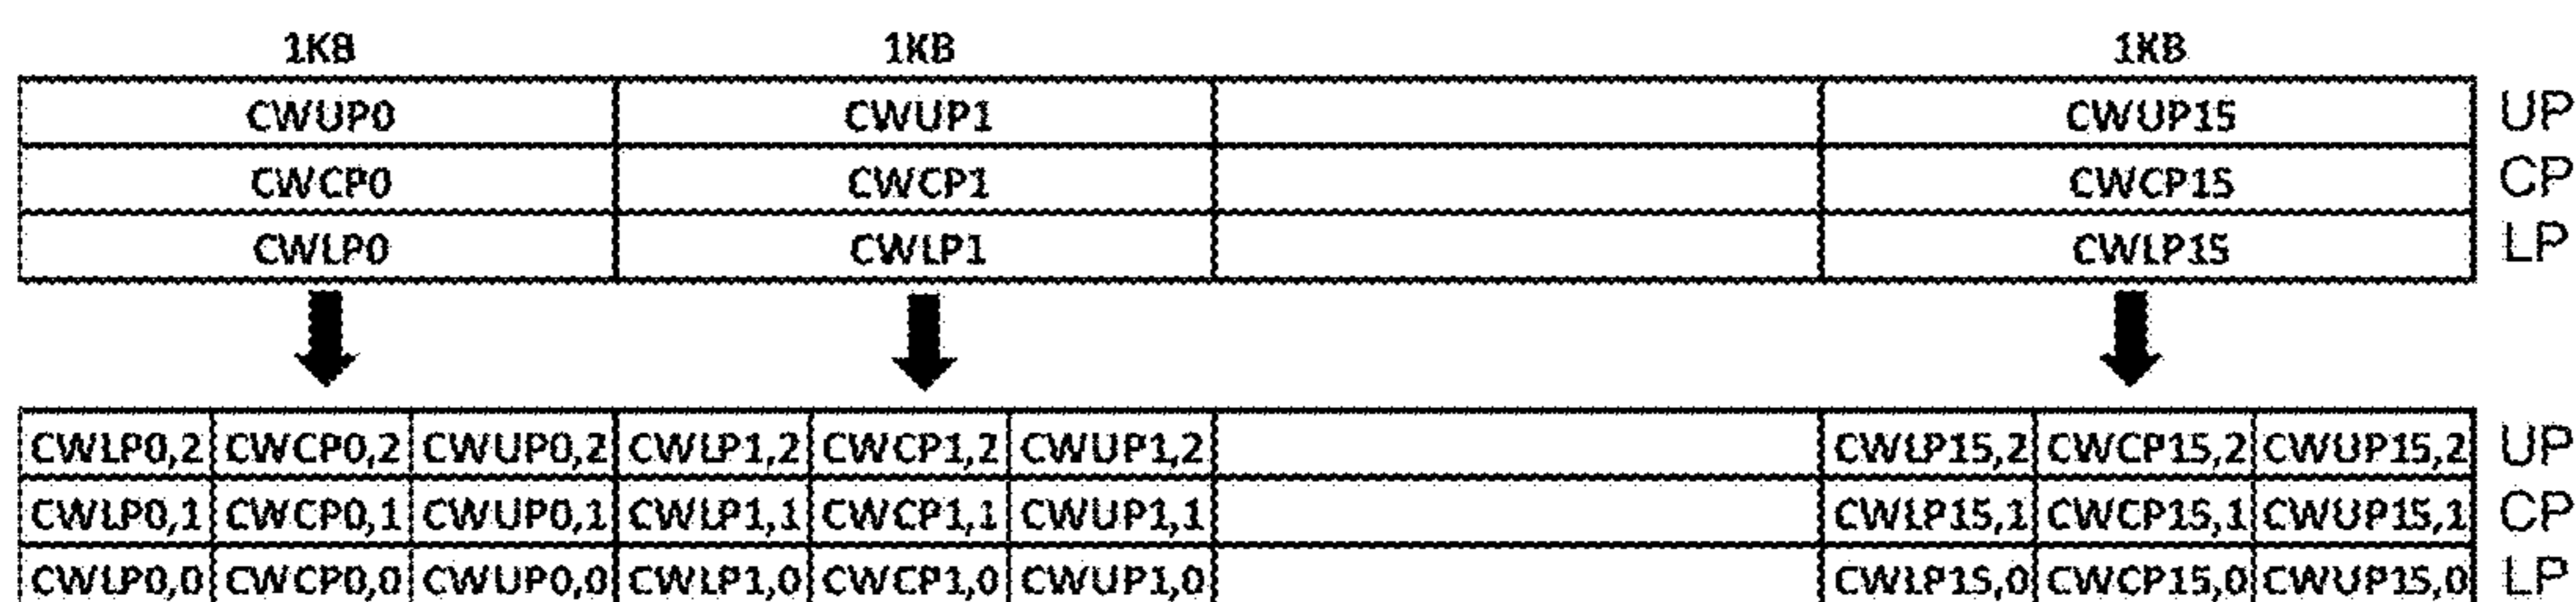 1KB 1KB 1KB
CWUP0 CWUP1 CWUP15 UP
CWCP0 CWCP1 CWCP15 CP
CWLP0 CWLP1 CWLP15 LP
CWLP0,2 CWCP0,2 CWUP0,2 CWLP1,2 CWCP1,2 CWUP1,2 CWLP15,2 CWCP15,2 CWUP15,2 UP
CWLP0,1 CWCP0,1 CWUP0,1 CWLP1,1 CWCP1,1 CWUP1,1 CWLP15,1 CWCP15,1 CWUP15,1 CP
CWLP0,0 CWCP0,0 CWUP0,0 CWLP1,0 CWCP1,0 CWUP1,0 CWLP15,0 CWCP15,0 CWUP15,0 LP